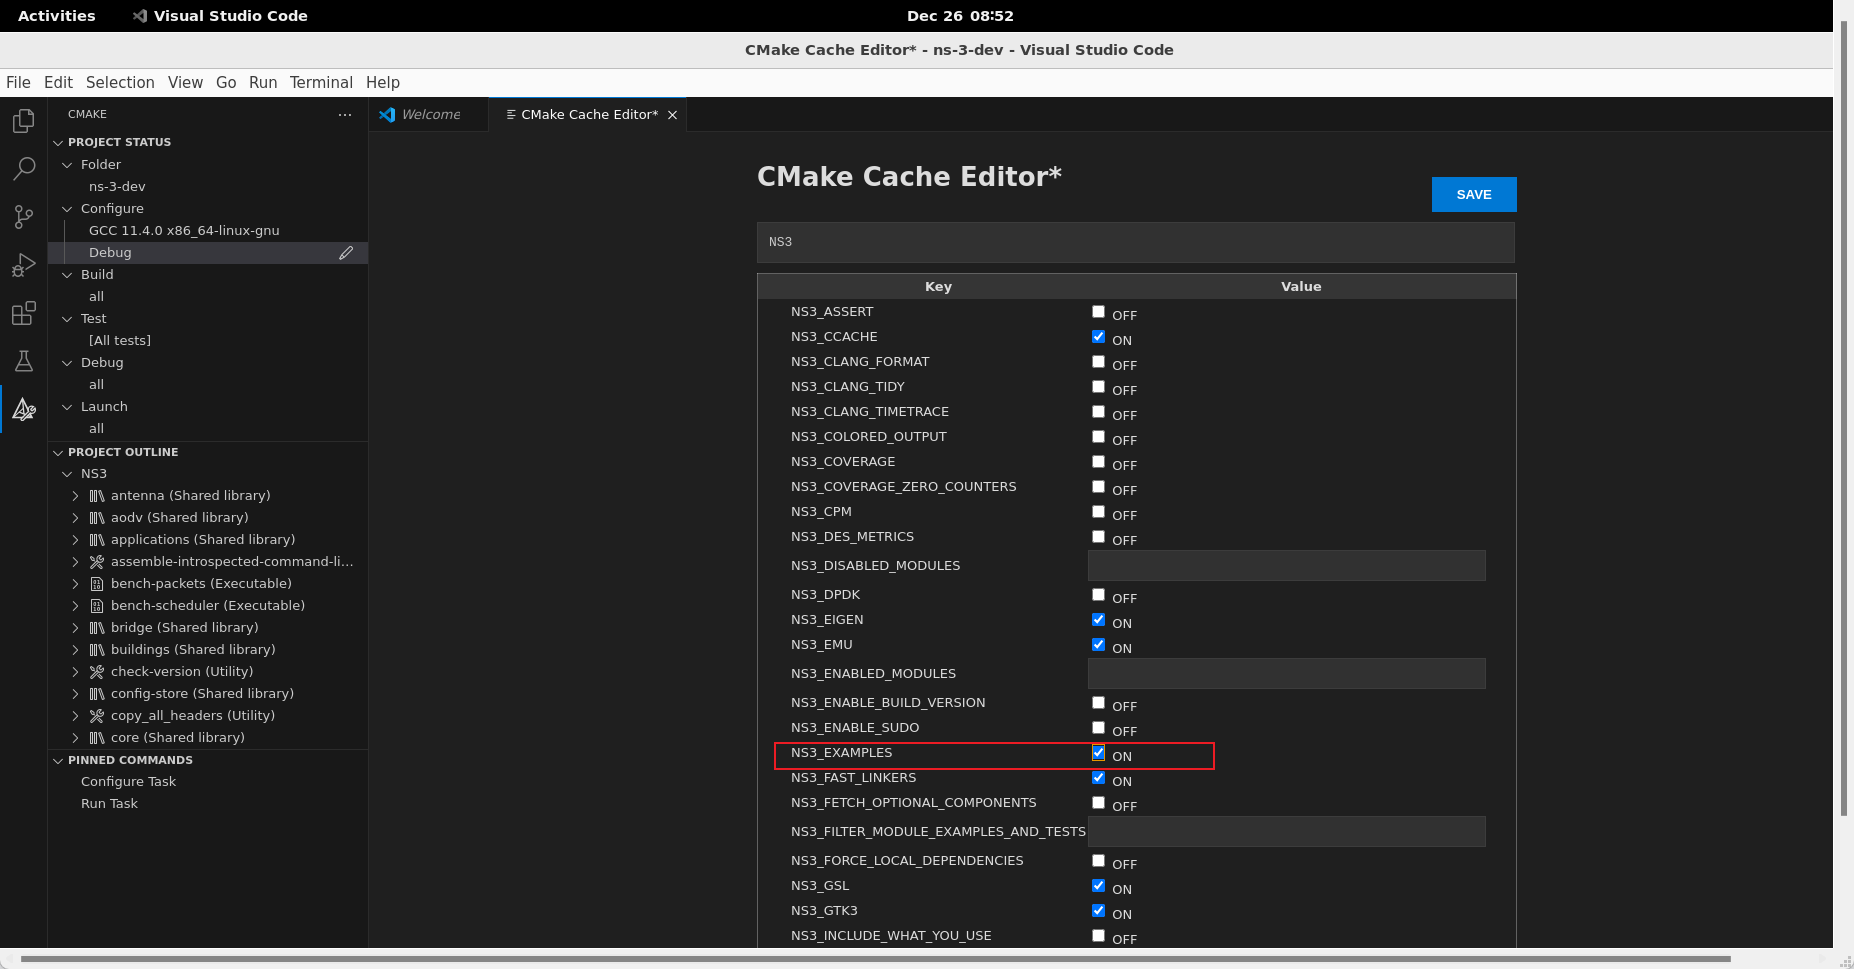 Activities Visual Studio Code Dec 26 08:52
CMake Cache Editor* - ns-3-dev - Visual Studio Code
File Edit Selection View Go Run Terminal Help
CMAKE
PROJECT STATUS
Folder
ns-3-dev
Configure
GCC 11.4.0 x86_64-linux-gnu
Debug
Build
all
Test
[All tests]
Debug
all
Launch
all
PROJECT OUTLINE
NS3
antenna (Shared library)
aodv (Shared library)
applications (Shared library)
assemble-introspected-command-li...
bench-packets (Executable)
bench-scheduler (Executable)
bridge (Shared library)
buildings (Shared library)
check-version (Utility)
config-store (Shared library)
copy_all_headers (Utility)
core (Shared library)
PINNED COMMANDS
Configure Task
Run Task
Welcome CMake Cache Editor*
CMake Cache Editor*
SAVE
NS3
Key Value
NS3_ASSERT OFF
NS3_CCACHE ON
NS3_CLANG_FORMAT OFF
NS3_CLANG_TIDY OFF
NS3_CLANG_TIMETRACE OFF
NS3_COLORED_OUTPUT OFF
NS3_COVERAGE OFF
NS3_COVERAGE_ZERO_COUNTERS OFF
NS3_CPM OFF
NS3_DES_METRICS OFF
NS3_DISABLED_MODULES
NS3_DPDK OFF
NS3_EIGEN ON
NS3_EMU ON
NS3_ENABLED_MODULES
NS3_ENABLE_BUILD_VERSION OFF
NS3_ENABLE_SUDO OFF
NS3_EXAMPLES ON
NS3_FAST_LINKERS ON
NS3_FETCH_OPTIONAL_COMPONENTS OFF
NS3_FILTER_MODULE_EXAMPLES_AND_TESTS
NS3_FORCE_LOCAL_DEPENDENCIES OFF
NS3_GSL ON
NS3_GTK3 ON
NS3_INCLUDE_WHAT_YOU_USE OFF